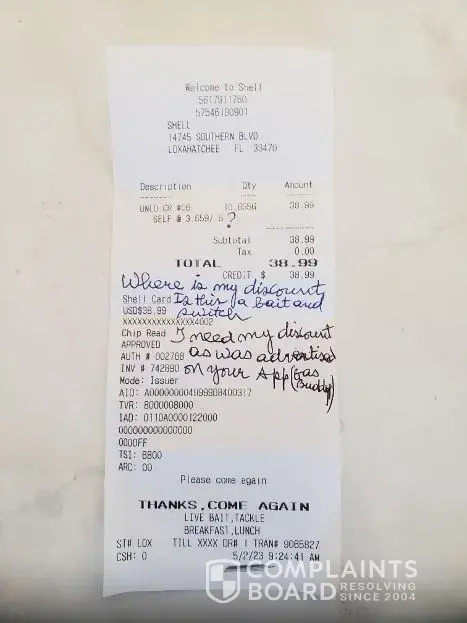 Welcome to Shell
5617911760
57546190901
SHELL
14745 SOUTHERN BLVD
LOXAHATCHEE FL 33470
Description Qty Amount
UNLD CR #06 10.655G 38.99
SELF @ 3.659/ G ?
Subtotal 38.99
Tax 0.00
TOTAL 38.99
CREDIT $ 38.99
Where is my discount
Shell Card Is this a bait and
USD$38.99 switch
XXXXXXXXXXXXXXX4002
Chip Read I need my discount
APPROVED
AUTH # 002768 as was advertised
INV # 742890 on your App (Gas Buddy)
Mode: Issuer
AID: A0000000049999D8400317
TVR: 8000008000
IAD: 0110A0000122000
000000000000000
0000FF
TSI: 6800
ARC: 00
Please come again
THANKS,COME AGAIN
LIVE BAIT,TACKLE
BREAKFAST,LUNCH
ST# LOX TILL XXXX DR# 1 TRAN# 9065827
CSH: 0 5/2/23 9:24:41 AM
COMPLAINTS
BOARD RESOLVING SINCE 2004